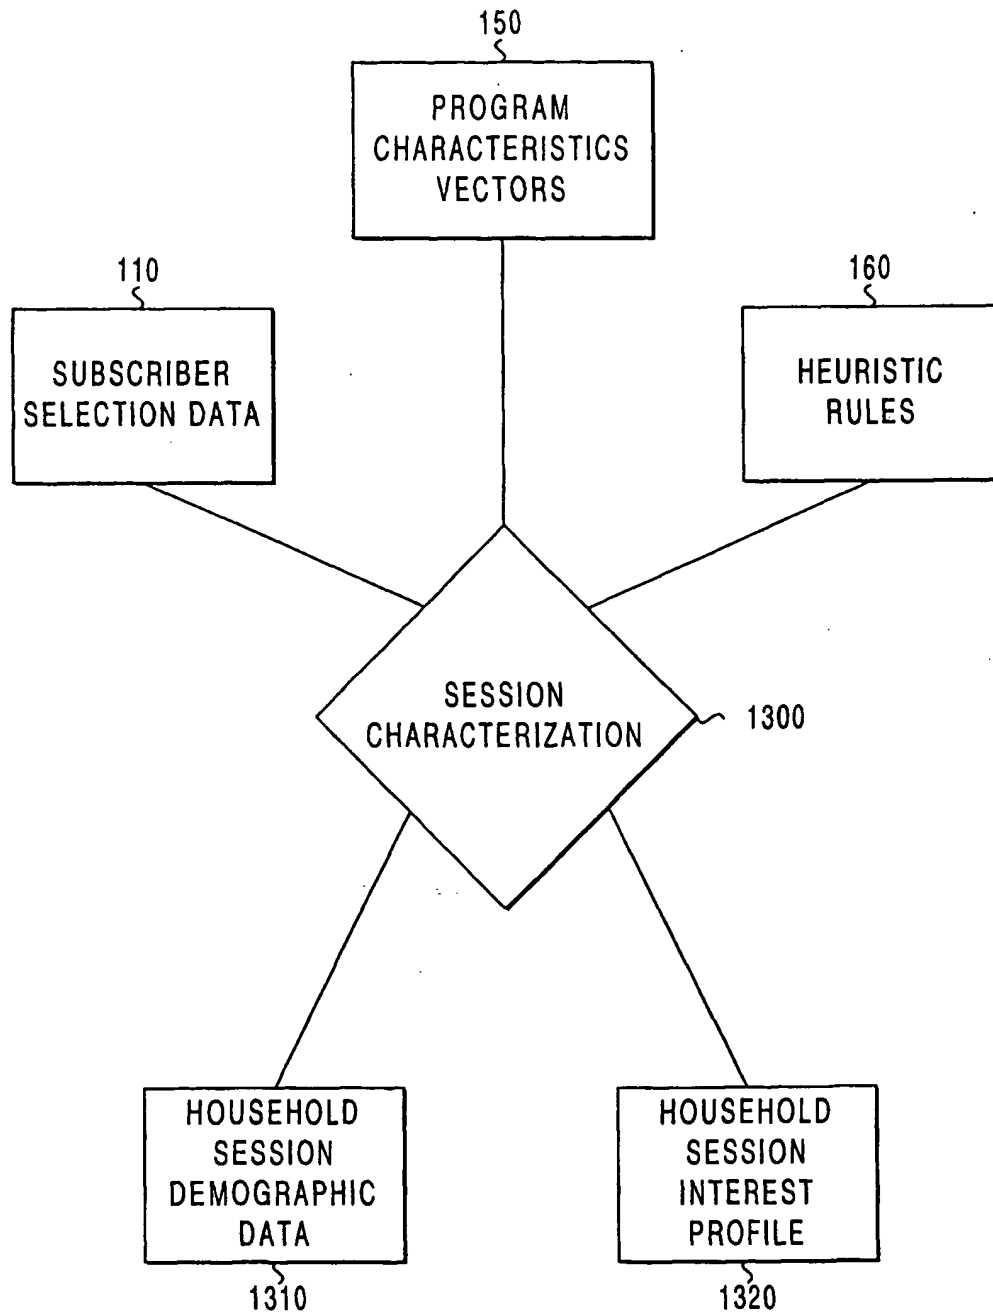 150
PROGRAM
CHARACTERISTICS
VECTORS
110
SUBSCRIBER
SELECTION DATA
160
HEURISTIC
RULES
SESSION
CHARACTERIZATION
1300
HOUSEHOLD
SESSION
DEMOGRAPHIC
DATA
1310
HOUSEHOLD
SESSION
INTEREST
PROFILE
1320